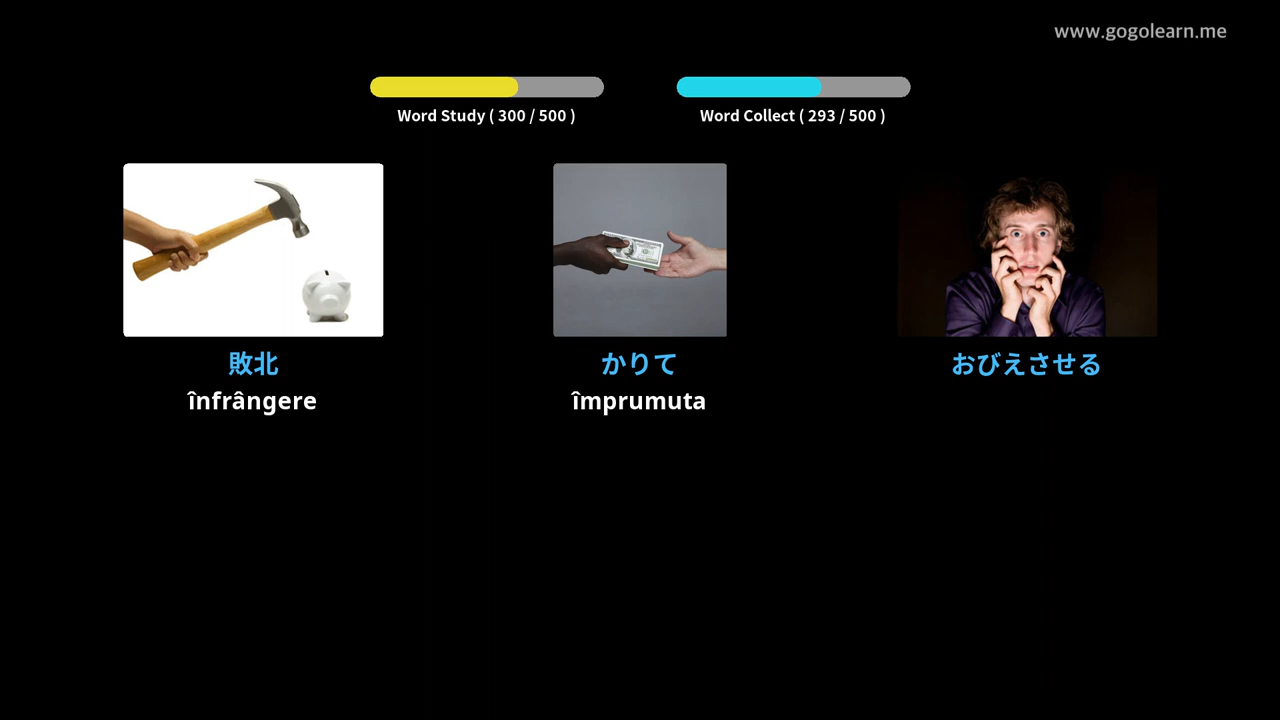 www.gogolearn.me
Word Study ( 300 / 500 )
Word Collect ( 293 / 500 )
敗北
かりて
おびえさせる
înfrângere
împrumuta